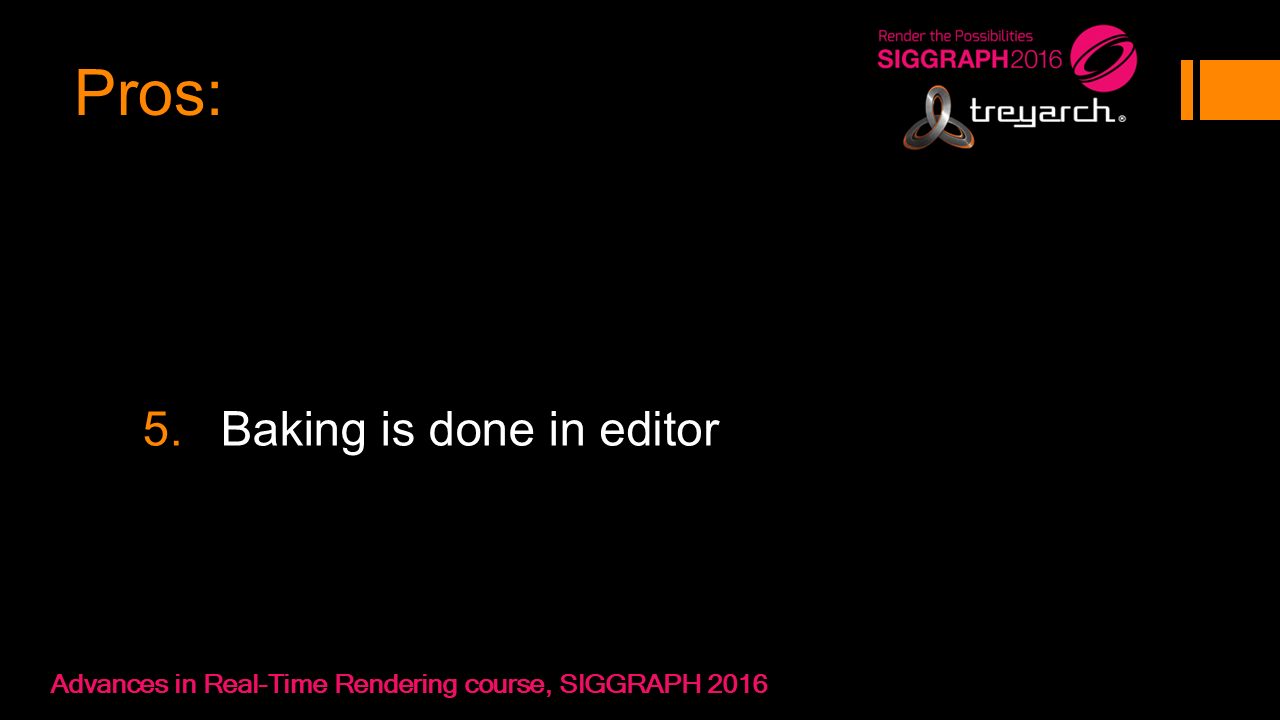 Pros:
Render the Possibilities
SIGGRAPH2016
treyarch®
5. Baking is done in editor
Advances in Real-Time Rendering course, SIGGRAPH 2016